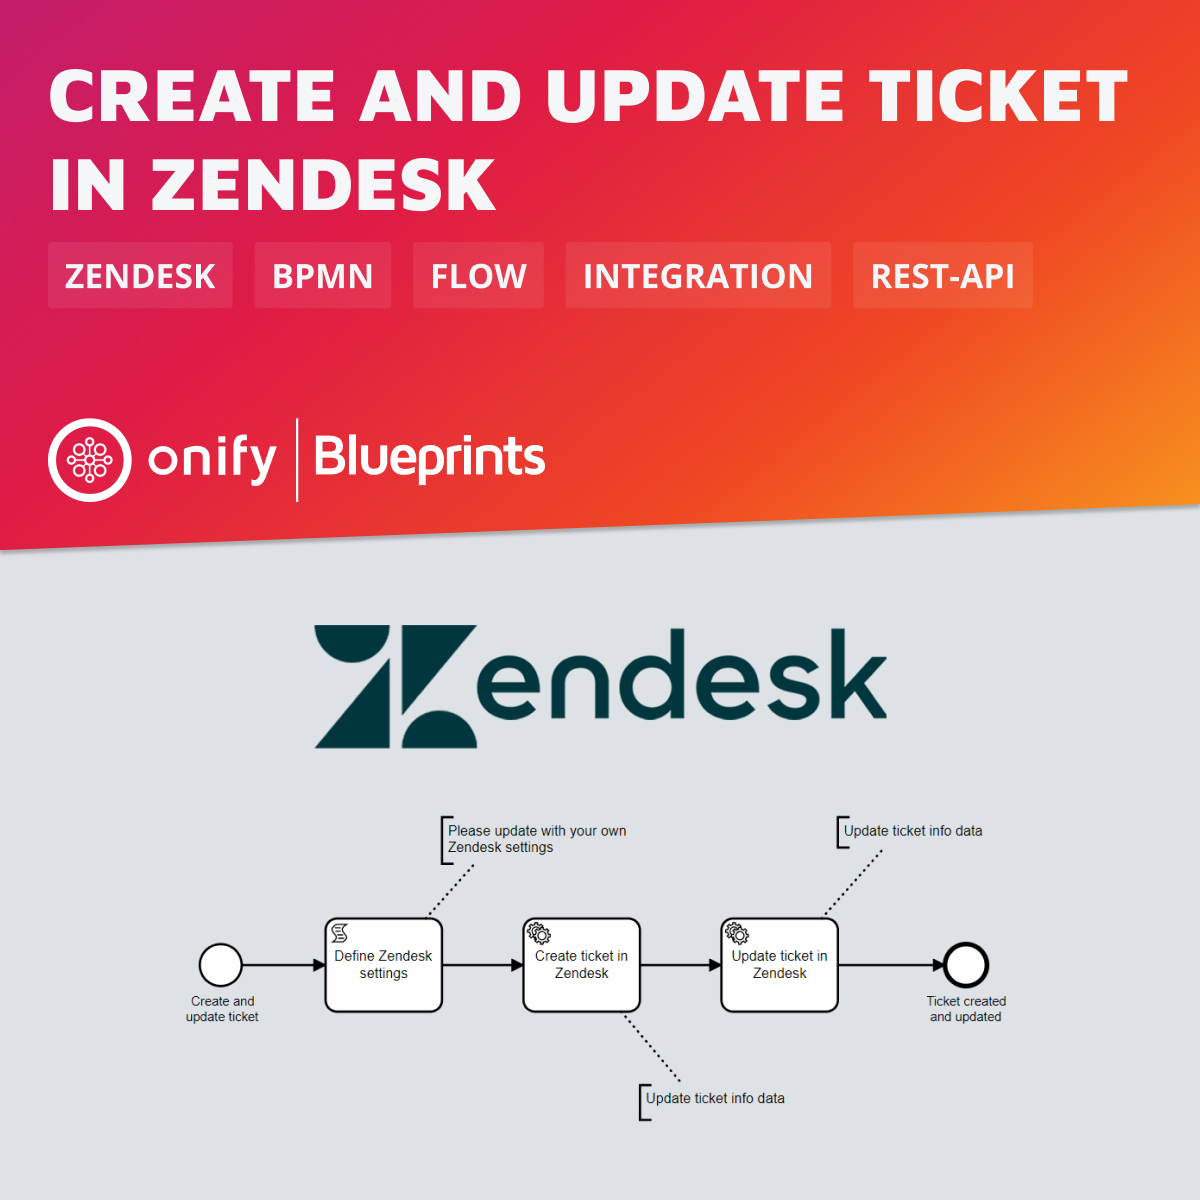 CREATE AND UPDATE TICKET
IN ZENDESK
ZENDESK BPMN FLOW INTEGRATION REST-API
onify Blueprints
Zendesk
Please update with your own
Zendesk settings
Update ticket info data
Define Zendesk
settings
Create ticket in
Zendesk
Update ticket in
Zendesk
Create and
update ticket
Ticket created
and updated
Update ticket info data